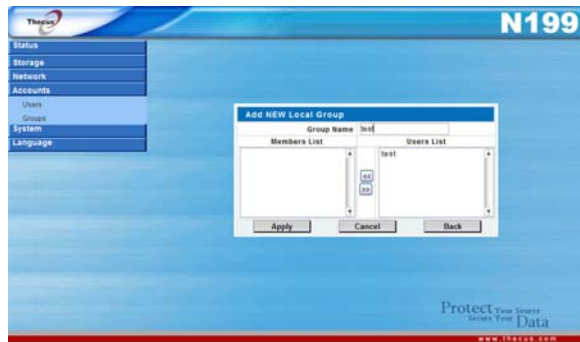 Thecus
N199
Status
Storage
Network
Accounts
Users
Groups
System
Language
Add NEW Local Group
Group Name test
Members List Users List
test
<<
>>
Apply Cancel Back
Protect Your Source
Secure Your Data
www.thecus.com